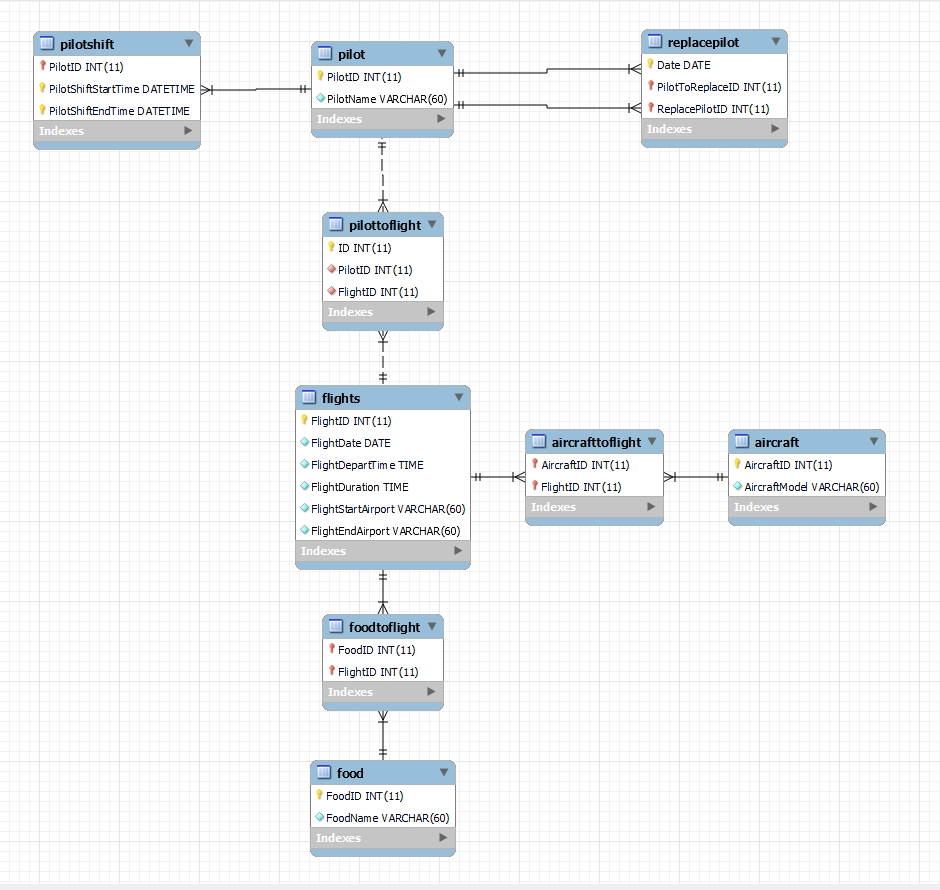 pilotshift
PilotID INT(11)
PilotShiftStartTime DATETIME
PilotShiftEndTime DATETIME
Indexes
pilot
PilotID INT(11)
PilotName VARCHAR(60)
Indexes
replacepilot
Date DATE
PilotToReplaceID INT(11)
ReplacePilotID INT(11)
Indexes
pilottoflight
ID INT(11)
PilotID INT(11)
FlightID INT(11)
Indexes
flights
FlightID INT(11)
FlightDate DATE
FlightDepartTime TIME
FlightDuration TIME
FlightStartAirport VARCHAR(60)
FlightEndAirport VARCHAR(60)
Indexes
aircrafttoflight
AircraftID INT(11)
FlightID INT(11)
Indexes
aircraft
AircraftID INT(11)
AircraftModel VARCHAR(60)
Indexes
foodtoflight
FoodID INT(11)
FlightID INT(11)
Indexes
food
FoodID INT(11)
FoodName VARCHAR(60)
Indexes